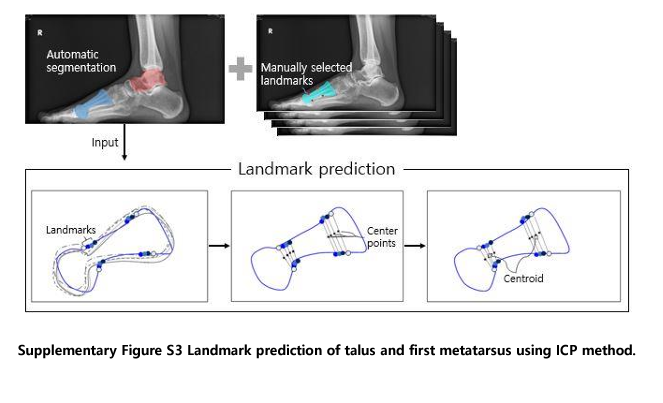 R
Automatic
segmentation
R
Manually selected
landmarks
Input
Landmark prediction
Landmarks
Center
points
Centroid
Supplementary Figure S3 Landmark prediction of talus and first metatarsus using ICP method.